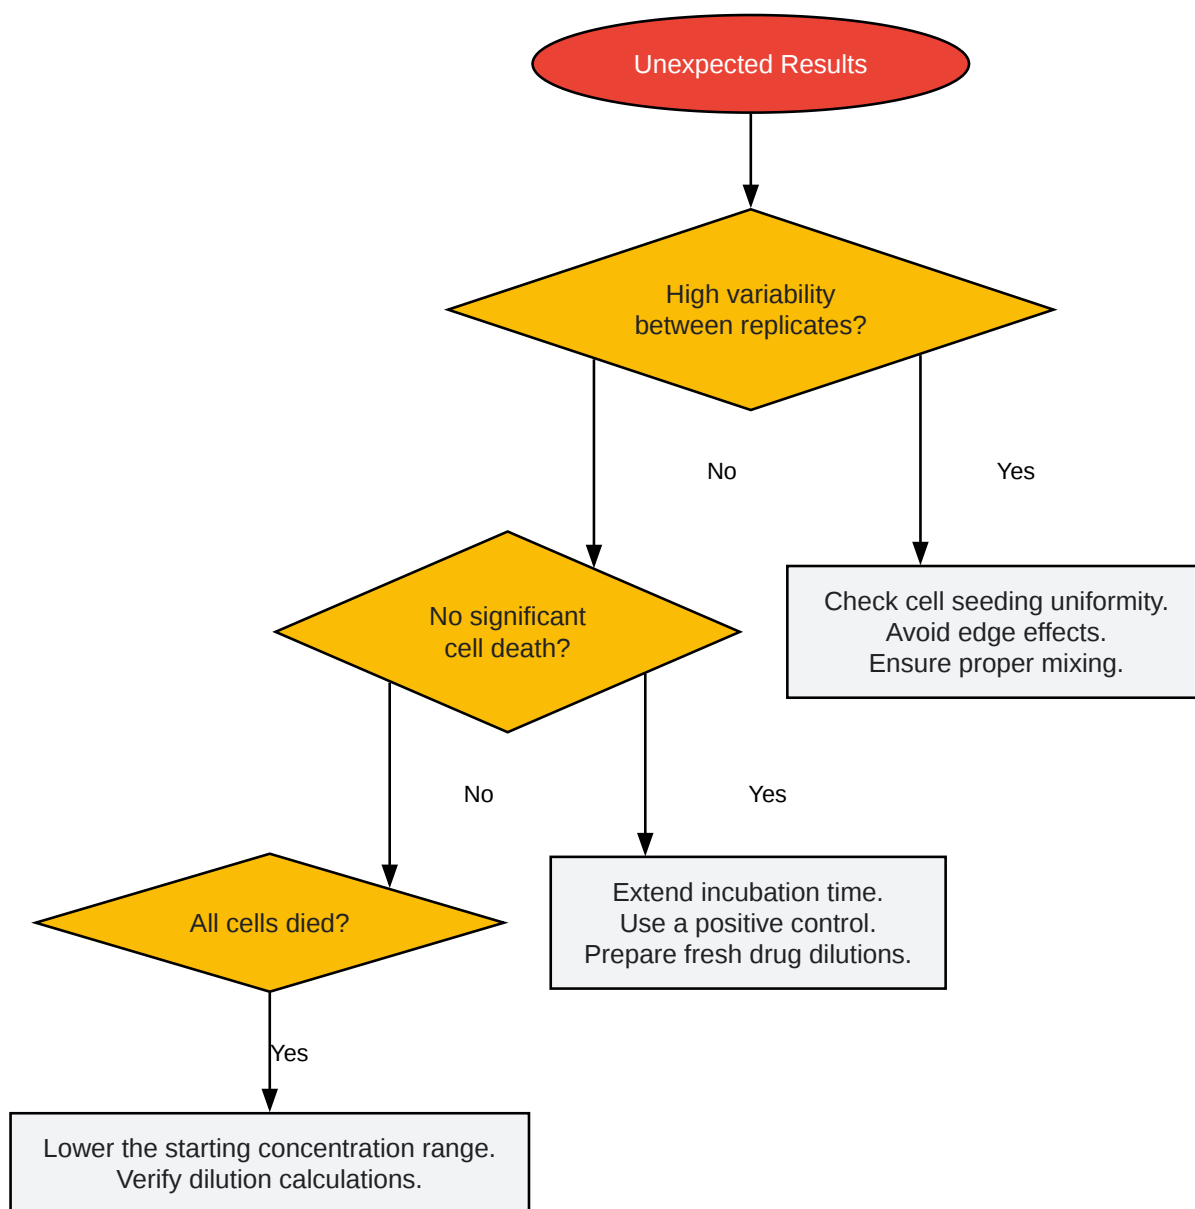 Unexpected Results
High variability
between replicates?
No
Yes
No significant
cell death?
Check cell seeding uniformity.
Avoid edge effects.
Ensure proper mixing.
No
Yes
All cells died?
Extend incubation time.
Use a positive control.
Prepare fresh drug dilutions.
Yes
Lower the starting concentration range.
Verify dilution calculations.